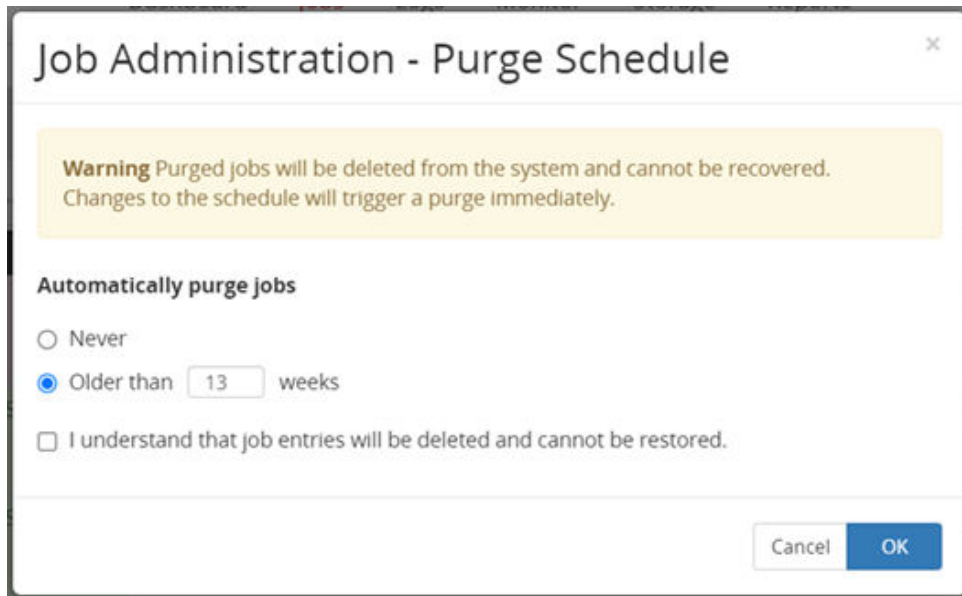 Job Administration - Purge Schedule
×
Warning Purged jobs will be deleted from the system and cannot be recovered.
Changes to the schedule will trigger a purge immediately.
Automatically purge jobs
Never
Older than 13 weeks
I understand that job entries will be deleted and cannot be restored.
Cancel OK